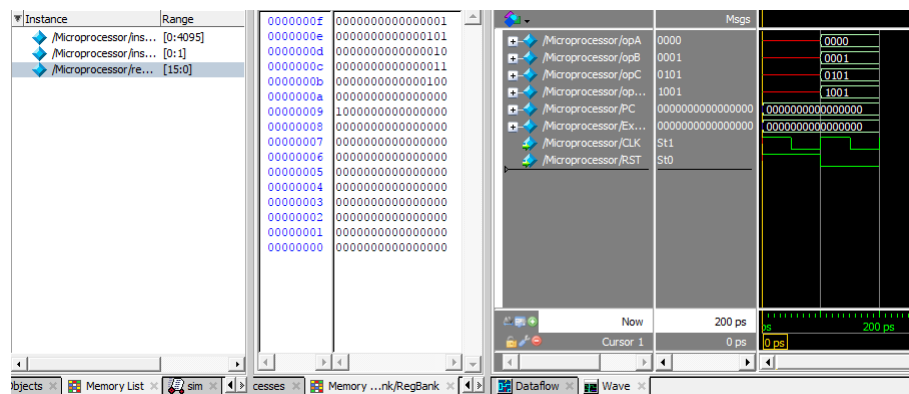 Instance Range
/Microprocessor/ins... [0:4095]
/Microprocessor/ins... [0:1]
/Microprocessor/re... [15:0]
0000000f 0000000000000001
0000000e 0000000000000101
0000000d 0000000000000010
0000000c 0000000000000011
0000000b 0000000000000100
0000000a 0000000000000000
00000009 1000000000000000
00000008 0000000000000000
00000007 0000000000000000
00000006 0000000000000000
00000005 0000000000000000
00000004 0000000000000000
00000003 0000000000000000
00000002 0000000000000000
00000001 0000000000000000
00000000 0000000000000000
Msgs
/Microprocessor/opA 0000 0000
/Microprocessor/opB 0001 0001
/Microprocessor/opC 0101 0101
/Microprocessor/op... 1001 1001
/Microprocessor/PC 0000000000000000 0000000000000000
/Microprocessor/Ex... 0000000000000000 0000000000000000
/Microprocessor/CLK St1
/Microprocessor/RST St0
Now 200 ps ps 200 ps
Cursor 1 0 ps 0 ps
bjects Memory List sim cesses Memory ...nk/RegBank Dataflow Wave